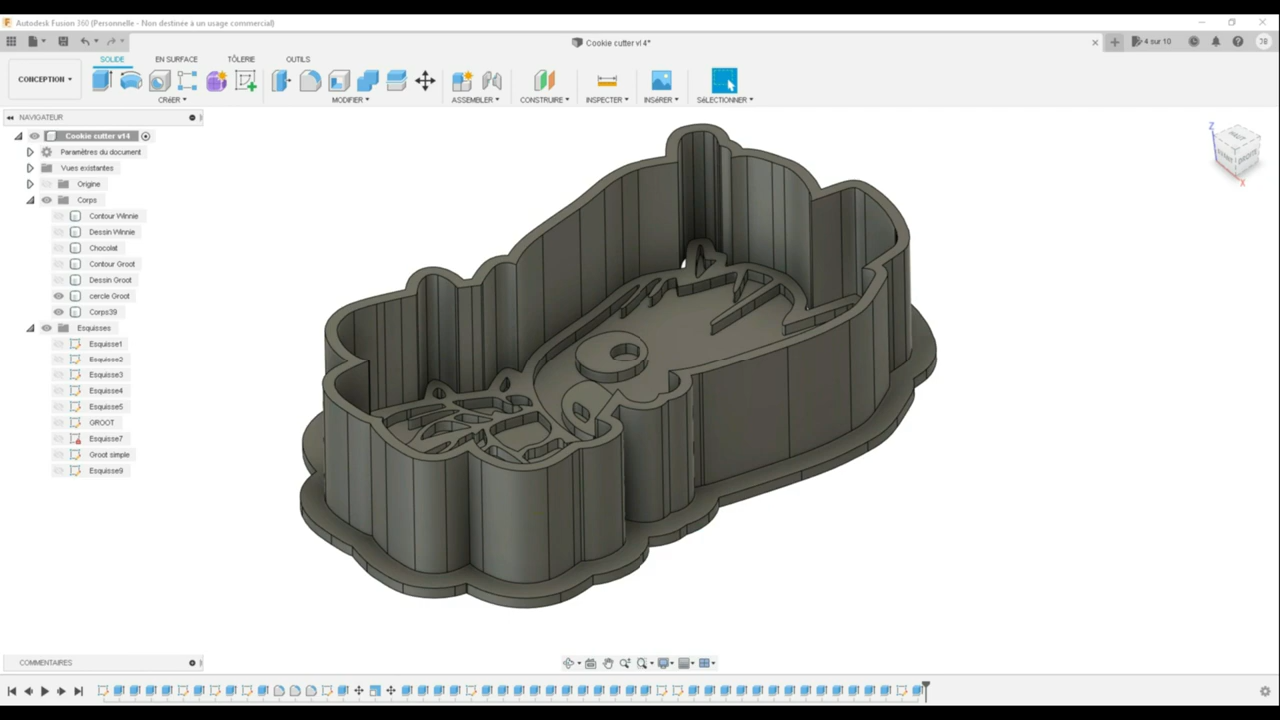 Autodesk Fusion 360 (Personnelle - Non destinée à un usage commercial)
Cookie cutter v14*
4 sur 10
SOLIDE
EN SURFACE
TÔLERIE
OUTILS
CONCEPTION
CRÉER
MODIFIER
ASSEMBLER
CONSTRUIRE
INSPECTER
INSÉRER
SÉLECTIONNER
NAVIGATEUR
Cookie cutter v14
Paramètres du document
Vues existantes
Origine
Corps
Contour Winnie
Dessin Winnie
Chocolat
Contour Groot
Dessin Groot
cercle Groot
Corps39
Esquisses
Esquisse1
Esquisse2
Esquisse3
Esquisse4
Esquisse5
GROOT
Esquisse7
Groot simple
Esquisse9
Z
X
COMMENTAIRES